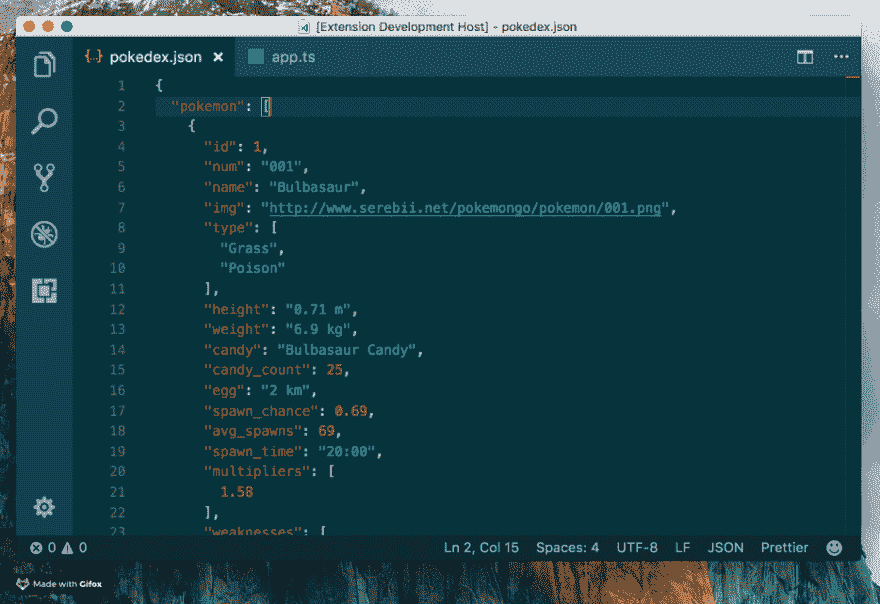 [Extension Development Host] - pokedex.json
{..} pokedex.json × app.ts
1 {
2 "pokemon": [
3 {
4 "id": 1,
5 "num": "001",
6 "name": "Bulbasaur",
7 "img": "http://www.serebii.net/pokemongo/pokemon/001.png",
8 "type": [
9 "Grass",
10 "Poison"
11 ],
12 "height": "0.71 m",
13 "weight": "6.9 kg",
14 "candy": "Bulbasaur Candy",
15 "candy_count": 25,
16 "egg": "2 km",
17 "spawn_chance": 0.69,
18 "avg_spawns": 69,
19 "spawn_time": "20:00",
20 "multipliers": [
21 1.58
22 ],
23 "weaknesses": [
0 0 Ln 2, Col 15 Spaces: 4 UTF-8 LF JSON Prettier
Made with Gifox